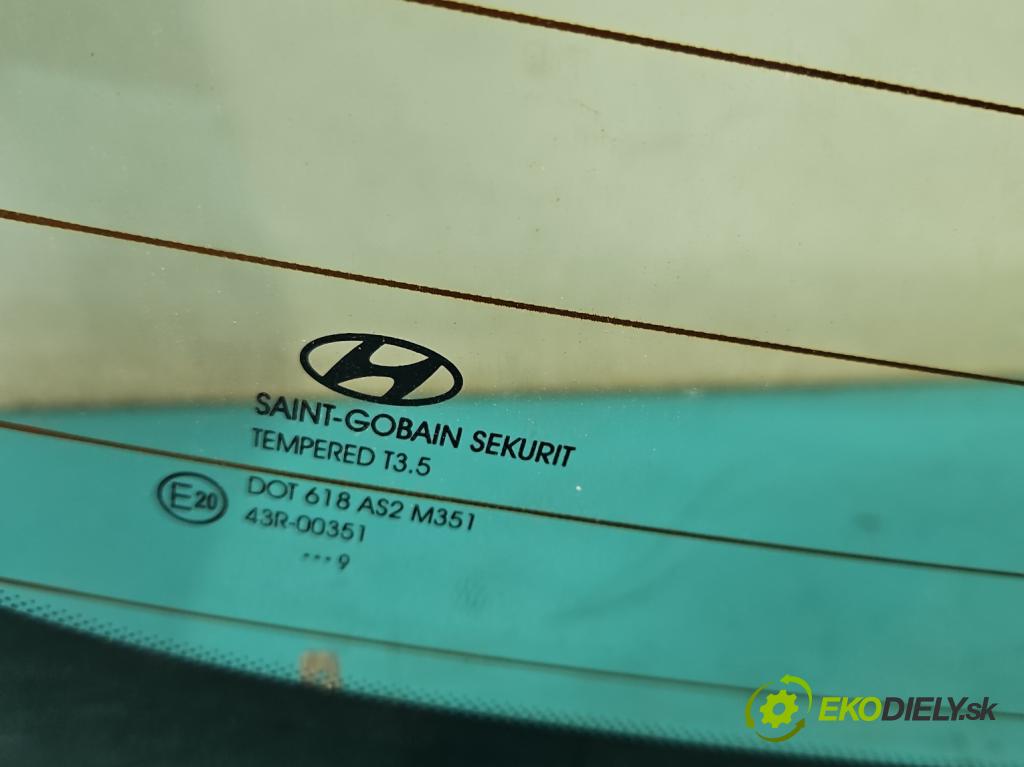 SAINT-GOBAIN SEKURIT
TEMPERED T3.5
E20
DOT 618 AS2 M351
43R-00351
···9
EKODIELY.sk